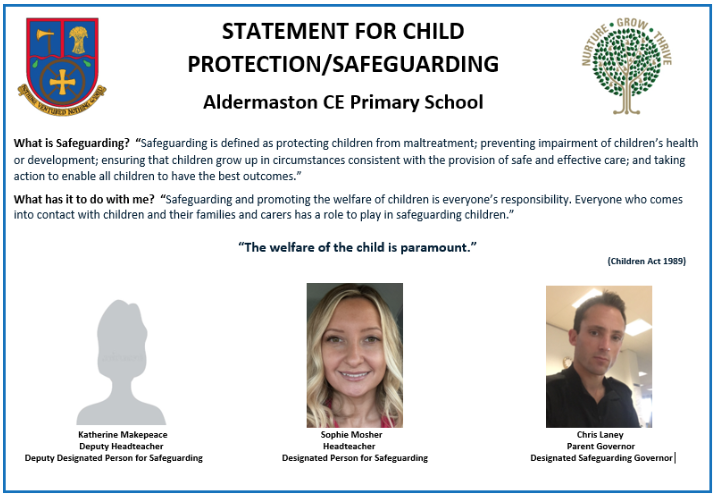 STATEMENT FOR CHILD
PROTECTION/SAFEGUARDING
Aldermaston CE Primary School
NURTURE • GROW • THRIVE
What is Safeguarding? “Safeguarding is defined as protecting children from maltreatment; preventing impairment of children’s health
or development; ensuring that children grow up in circumstances consistent with the provision of safe and effective care; and taking
action to enable all children to have the best outcomes.”
What has it to do with me? “Safeguarding and promoting the welfare of children is everyone’s responsibility. Everyone who comes
into contact with children and their families and carers has a role to play in safeguarding children.”
“The welfare of the child is paramount.”
(Children Act 1989)
Katherine Makepeace
Deputy Headteacher
Deputy Designated Person for Safeguarding
Sophie Mosher
Headteacher
Designated Person for Safeguarding
Chris Laney
Parent Governor
Designated Safeguarding Governor